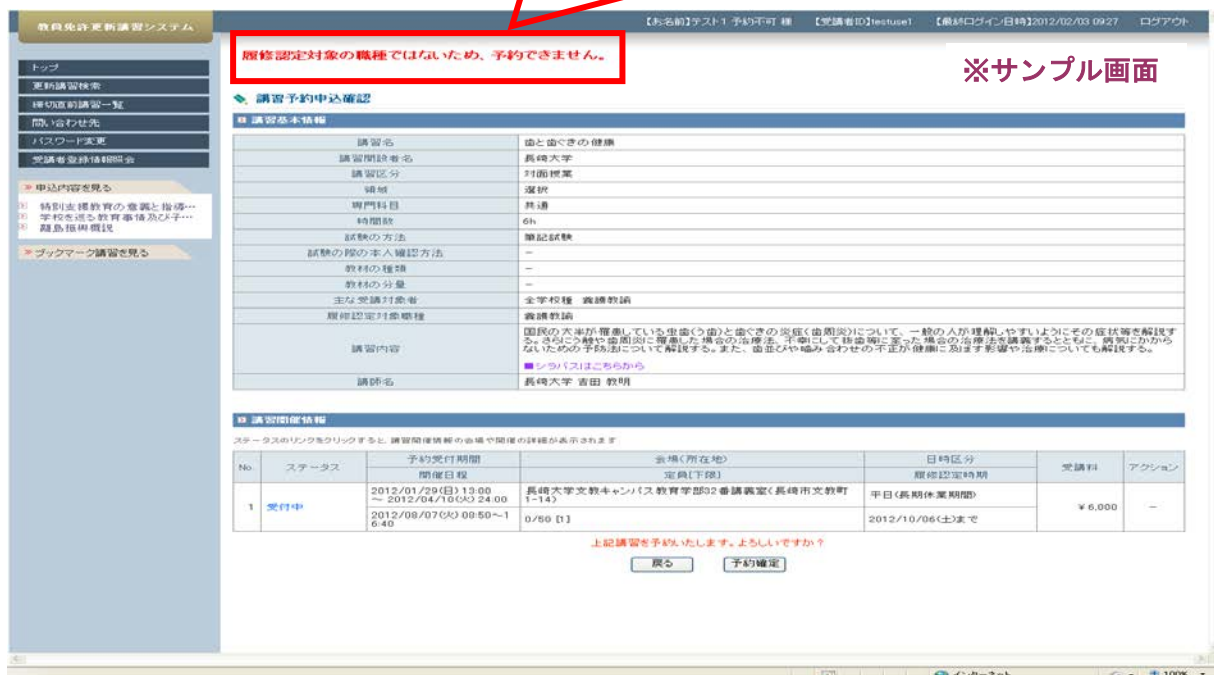 教員免許更新講習システム
【お名前】テスト1 予約不可 様 【受講者ID】testuse1 【最終ログイン日時】2012/02/03 09:27 ログアウト
履修認定対象の職種ではないため、予約できません。
※サンプル画面
トップ
更新講習検索
締切直前講習一覧
問い合わせ先
パスワード変更
受講者登録情報照会
申込内容を見る
特別支援教育の意義と指導…
学校を巡る教育事情及び子…
離島振興概説
ブックマーク講習を見る
講習予約申込確認
講習基本情報
講習名 歯と歯ぐきの健康
講習開設者名 長崎大学
講習区分 対面授業
領域 選択
専門科目 共通
時間数 6h
試験の方法 筆記試験
試験の際の本人確認方法 −
教材の種類 −
教材の分量 −
主な受講対象者 全学校種 養護教諭
履修認定対象職種 養護教諭
講習内容 国民の大半が罹患している虫歯(う歯)と歯ぐきの炎症(歯周炎)について、一般の人が理解しやすいようにその症状等を解説す
る。さらにう蝕や歯周炎に罹患した場合の治療法、不幸にして抜歯等に至った場合の治療法を講義するとともに、病気にかから
ないための予防法について解説する。また、歯並びや噛み合わせの不正が健康に及ぼす影響や治療についても解説する。
■シラバスはこちらから
講師名 長崎大学 吉田 教明
講習開催情報
ステータスのリンクをクリックすると、講習開催情報の会場や開催の詳細が表示されます
No. ステータス 予約受付期間 会場(所在地) 日時区分 受講料 アクション
開催日程 定員[下限] 履修認定時期
1 受付中 2012/01/29(日) 13:00
～ 2012/04/10(火) 24:00 長崎大学文教キャンパス教育学部32番講義室(長崎市文教町
1-14) 平日(長期休業期間) ￥6,000 −
2012/08/07(火) 08:50～1
6:40 0/50 [1] 2012/10/06(土)まで
上記講習を予約いたします。よろしいですか？
戻る 予約確定
インターネット 100%